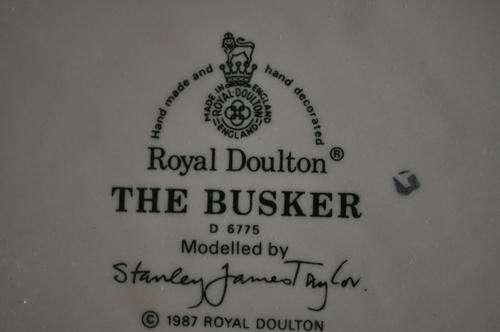 Hand made and hand decorated
MADE IN ENGLAND
ROYAL DOULTON
ENGLAND
Royal Doulton®
THE BUSKER
D 6775
Modelled by
Stanley James Taylor.
© 1987 ROYAL DOULTON